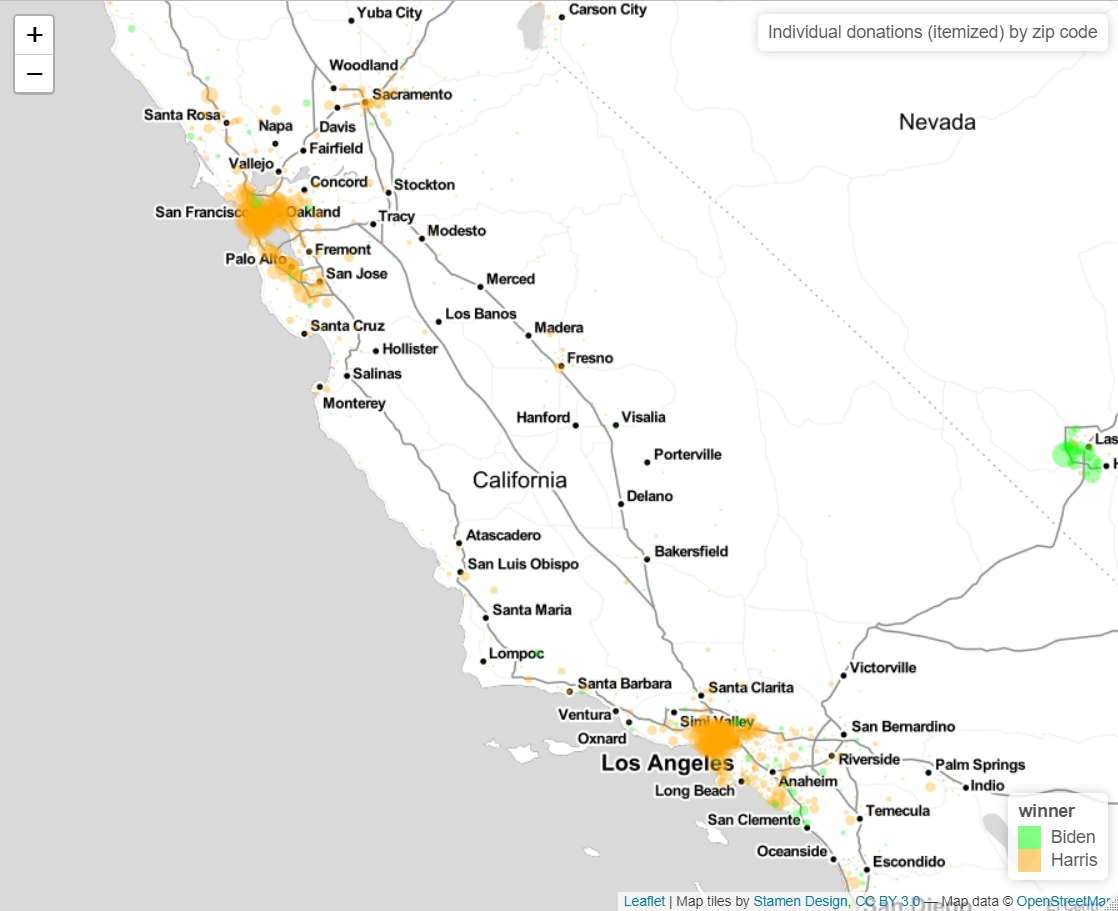 +
−
Individual donations (itemized) by zip code
Yuba City
Carson City
Woodland
Sacramento
Santa Rosa
Napa
Davis
Nevada
Fairfield
Vallejo
Concord
Stockton
San Francisco
Oakland
Tracy
Modesto
Palo Alto
Fremont
San Jose
Merced
Los Banos
Santa Cruz
Madera
Hollister
Fresno
Salinas
Monterey
Hanford
Visalia
Las
Porterville
H
California
Delano
Atascadero
Bakersfield
San Luis Obispo
Santa Maria
Lompoc
Victorville
Santa Barbara
Santa Clarita
Ventura
Simi Valley
San Bernardino
Oxnard
Los Angeles
Riverside
Palm Springs
Anaheim
Indio
Long Beach
Temecula
San Clemente
Oceanside
Escondido
San Diego
El Centr
winner
Biden
Harris
Leaflet | Map tiles by Stamen Design, CC BY 3.0 — Map data © OpenStreetMap